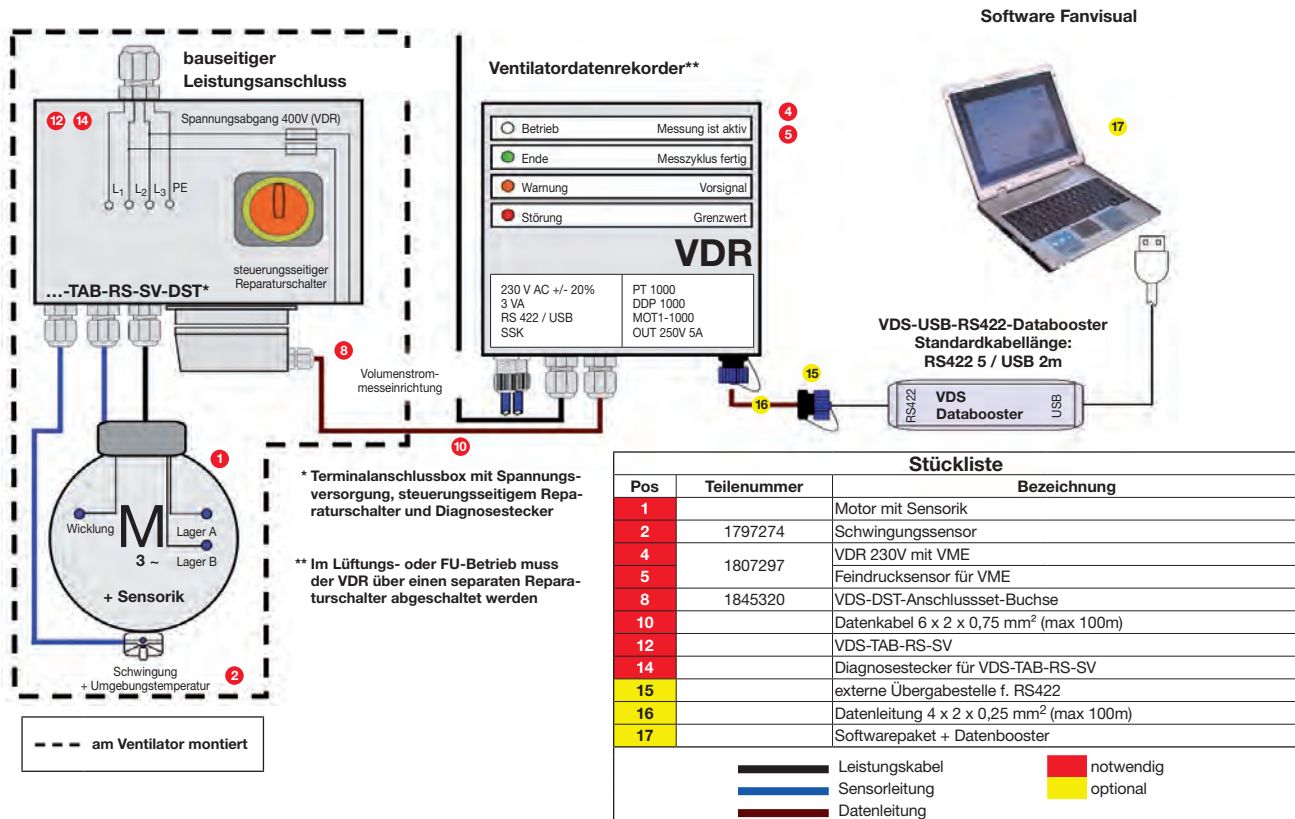 Software Fanvisual
bauseitiger
Leistungsanschluss
Ventilatordatenrekorder**
12 14
Spannungsabgang 400V (VDR)
L1 L2 L3 PE
steuerungsseitiger
Reparaturschalter
...-TAB-RS-SV-DST*
4
5
Betrieb Messung ist aktiv
Ende Messzyklus fertig
Warnung Vorsignal
Störung Grenzwert
VDR
230 V AC +/- 20%
3 VA
RS 422 / USB
SSK
PT 1000
DDP 1000
MOT1-1000
OUT 250V 5A
17
8
Volumenstrom-
messeinrichtung
10
15
16
VDS-USB-RS422-Databooster
Standardkabellänge:
RS422 5 / USB 2m
RS422
VDS
Databooster
USB
1
Wicklung
M
3 ~
Lager A
Lager B
+ Sensorik
Schwingung
+ Umgebungstemperatur
2
* Terminalanschlussbox mit Spannungs-
versorgung, steuerungsseitigem Repa-
raturschalter und Diagnosestecker
** Im Lüftungs- oder FU-Betrieb muss
der VDR über einen separaten Repara-
turschalter abgeschaltet werden
am Ventilator montiert
Stückliste
Pos Teilenummer Bezeichnung
1 Motor mit Sensorik
2 1797274 Schwingungssensor
4 1807297 VDR 230V mit VME
5 Feindrucksensor für VME
8 1845320 VDS-DST-Anschlussset-Buchse
10 Datenkabel 6 x 2 x 0,75 mm² (max 100m)
12 VDS-TAB-RS-SV
14 Diagnosestecker für VDS-TAB-RS-SV
15 externe Übergabestelle f. RS422
16 Datenleitung 4 x 2 x 0,25 mm² (max 100m)
17 Softwarepaket + Datenbooster
Leistungskabel notwendig
Sensorleitung optional
Datenleitung